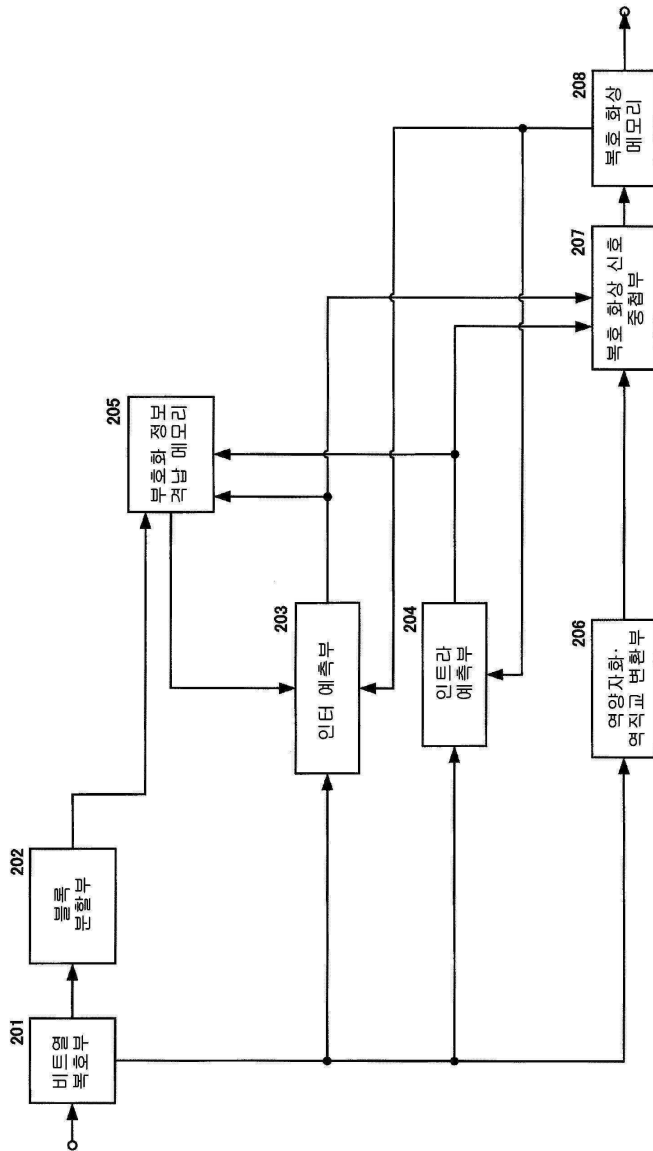 201
비트열
복호부
202
블록
분할부
203
인터 예측부
204
인트라
예측부
205
부호화 정보
격납 메모리
206
역양자화·
역직교 변환부
207
복호 화상 신호
중첩부
208
복호 화상
메모리